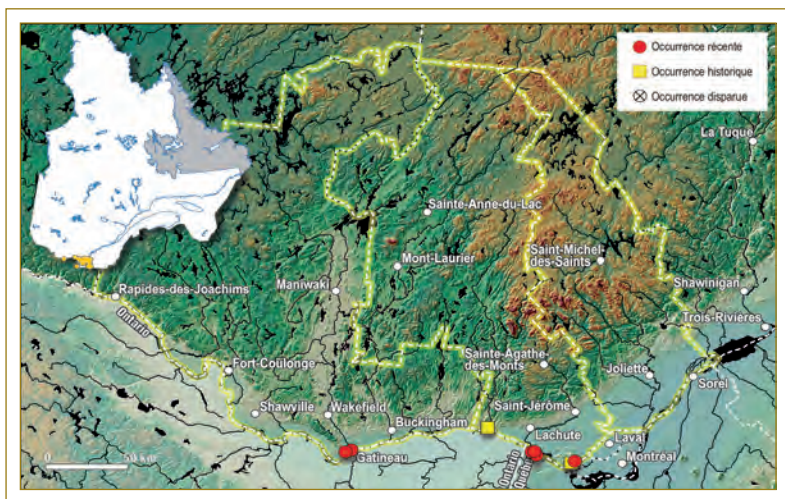 Occurrence récente
Occurrence historique
Occurrence disparue
La Tuque
Sainte-Anne-du-Lac
Saint-Michel-
des-Saints
Mont-Laurier
Maniwaki
Rapides-des-Joachims
Shawinigan
Trois-Rivières
Ontario
Fort-Coulonge
Sainte-Agathe-
des-Monts
Joliette
Sorel
Shawville
Wakefield
Buckingham
Saint-Jérôme
Lachute
Laval
Montréal
Gatineau
Ontario
0 50 km